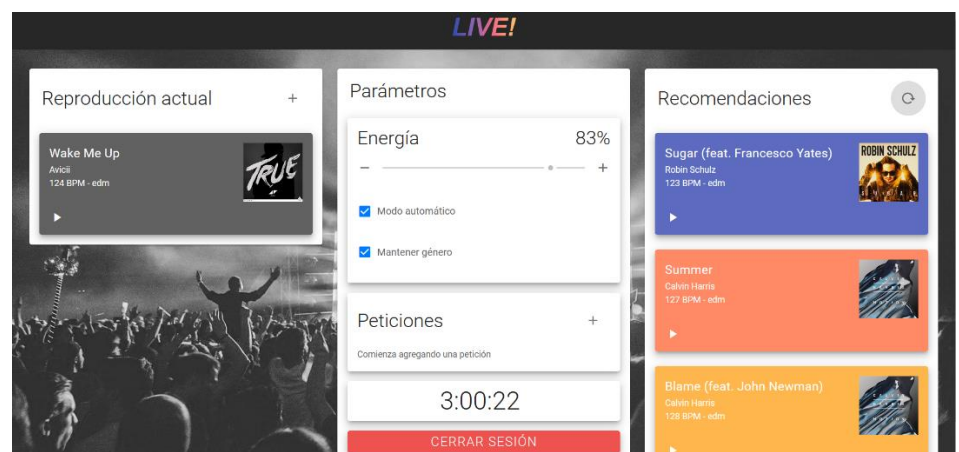 LIVE!
Reproducción actual
+
Wake Me Up
Avicii
124 BPM - edm
TRUE
Parámetros
Energía 83%
− +
Modo automático
Mantener género
Peticiones +
Comienza agregando una petición
3:00:22
CERRAR SESIÓN
Recomendaciones
Sugar (feat. Francesco Yates)
Robin Schulz
123 BPM - edm
ROBIN SCHULZ
Summer
Calvin Harris
127 BPM - edm
Blame (feat. John Newman)
Calvin Harris
128 BPM - edm